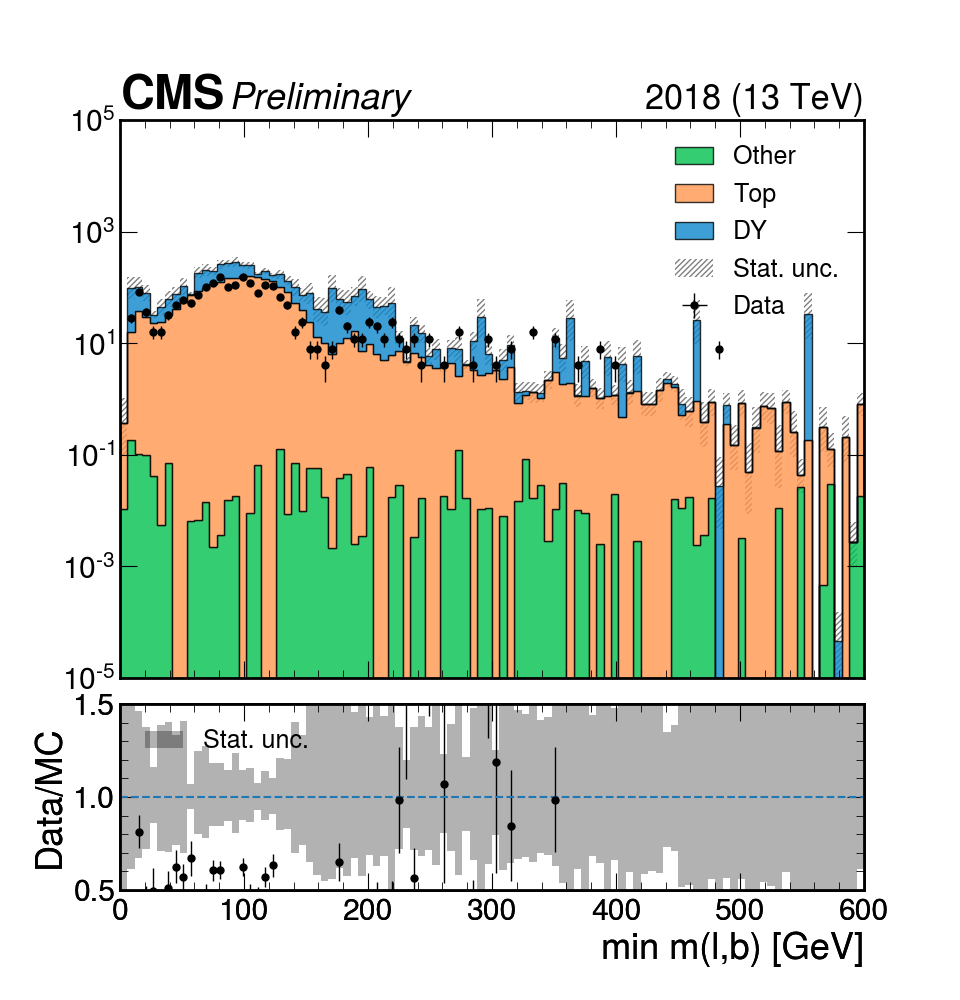 CMS Preliminary 2018 (13 TeV)
10^5
10^3
10^1
10^-1
10^-3
10^-5
Other
Top
DY
Stat. unc.
Data
1.5
1.0
0.5
Data/MC
Stat. unc.
0 100 200 300 400 500 600
min m(l,b) [GeV]